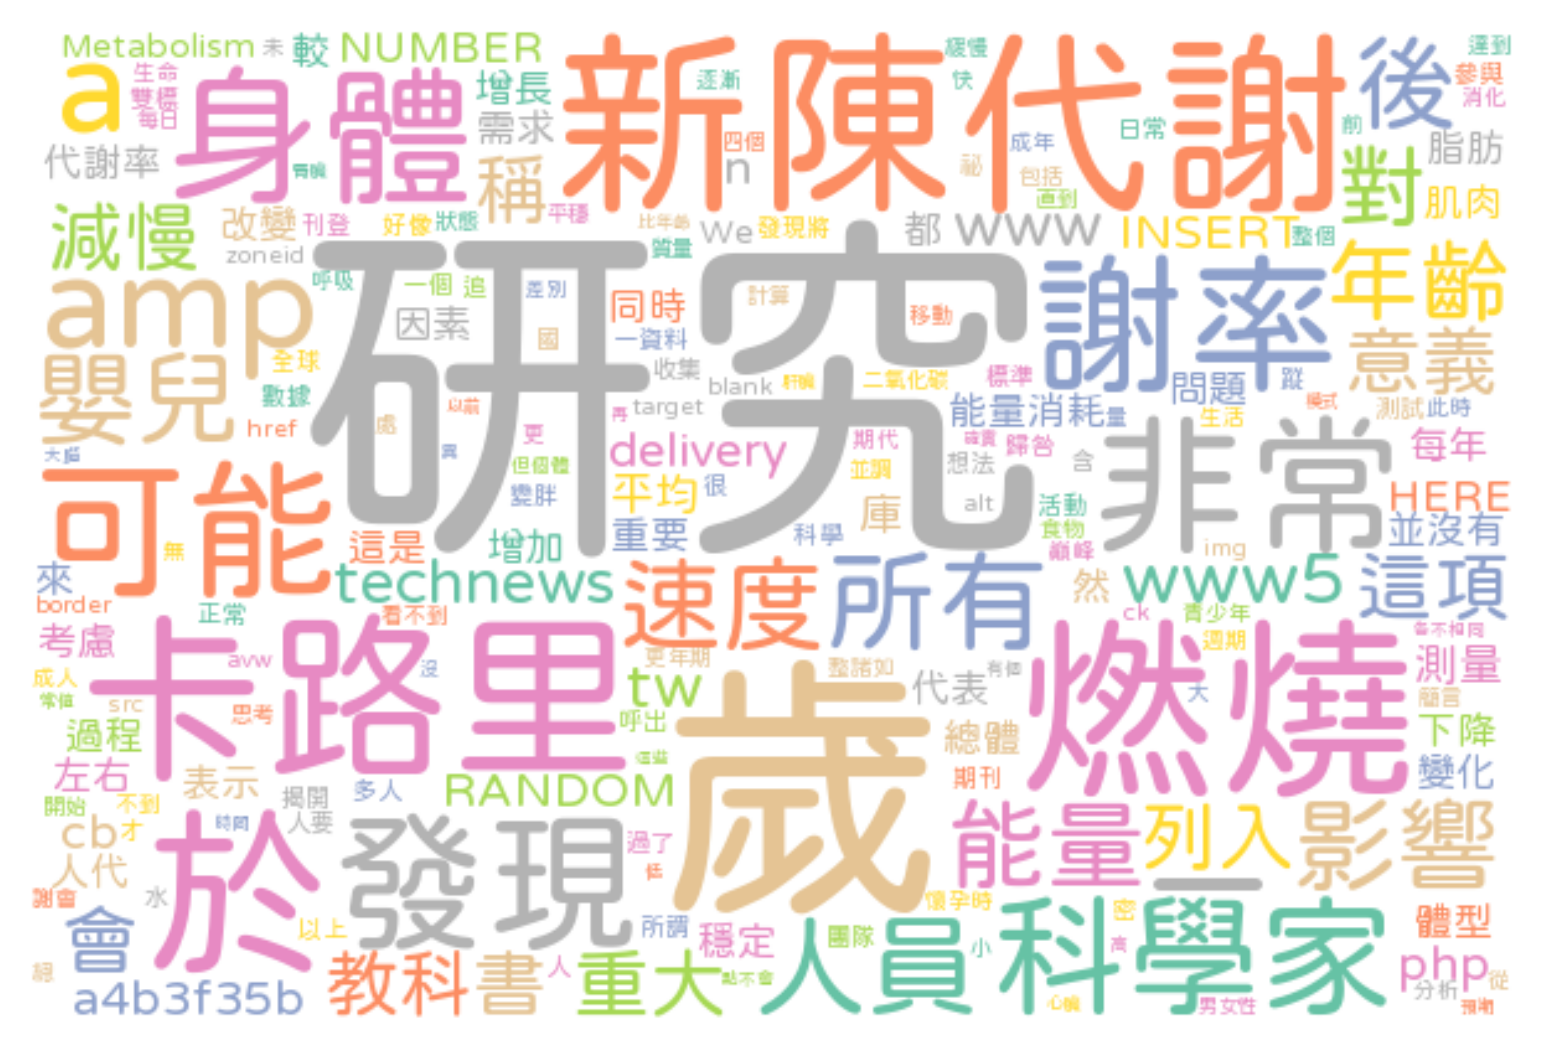 Metabolism 未 較 NUMBER 新陳代謝 緩慢 後 達到
a 生命 雙標 每日 身體 增長 逐漸 快 參與 消化
代謝率 需求 四個 n 成年 日常 前 脂肪
稱 祕 包括 直到 對 肌肉
減慢 改變 刊登 好像 狀態 平穩 比年齡 We 發現將 都 www INSERT 整個
zoneid 研究 質量 謝率 年齡
amp 呼吸 一個 追 差別 同時 計算 移動
因素 國 一資料 意義
嬰兒 全球 收集 二氧化碳 標準 問題 蹤
數據 blank 肝臟 target 能量消耗 量 生活 模式 測試 此時
href 處 以前 再 更 delivery 期代 歸咎 非常 每年
大腦 異 但個體 並調 想法 含
可能 變胖 平均 很 庫 alt 活動 HERE
這是 增加 重要 科學 食物 巔峰 img 並沒有
無 來 technews 速度 所有 然 www5 這項
border 正常 看不到 ck 青少年
考慮 卡路里 avw 更年期 週期 燃燒 各不相同
成人 常值 src 思考 沒 tw 歲 整諸如 代表 有個 大 測量 簡言
過程 呼出 總體 下降
左右 表示 多人 RANDOM 期刊 變化
開始 不到 揭開
cb 才 時間 人要 於 發現 過了 能量 列入 影響
人代 低
謝會 水 以上 所謂 懷孕時 一 密 體型
會 穩定 團隊 小 科學家 高
教科書 人 重大 點不會 人員 php 從
a4b3f35b 心臟 男女性 分析